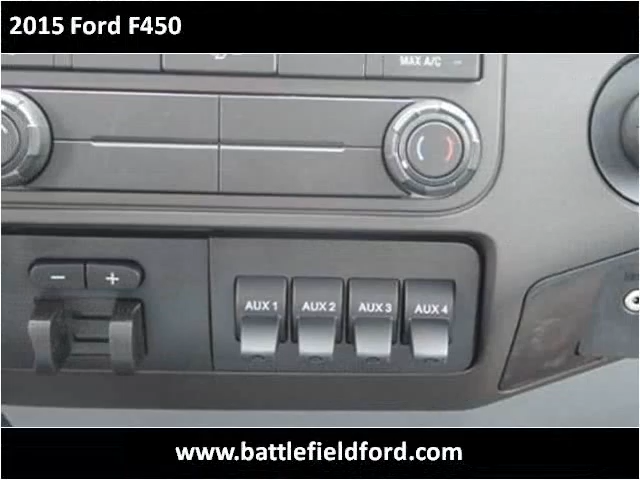 2015 Ford F450
MAX A/C
− +
AUX 1 AUX 2 AUX 3 AUX 4
www.battlefieldford.com